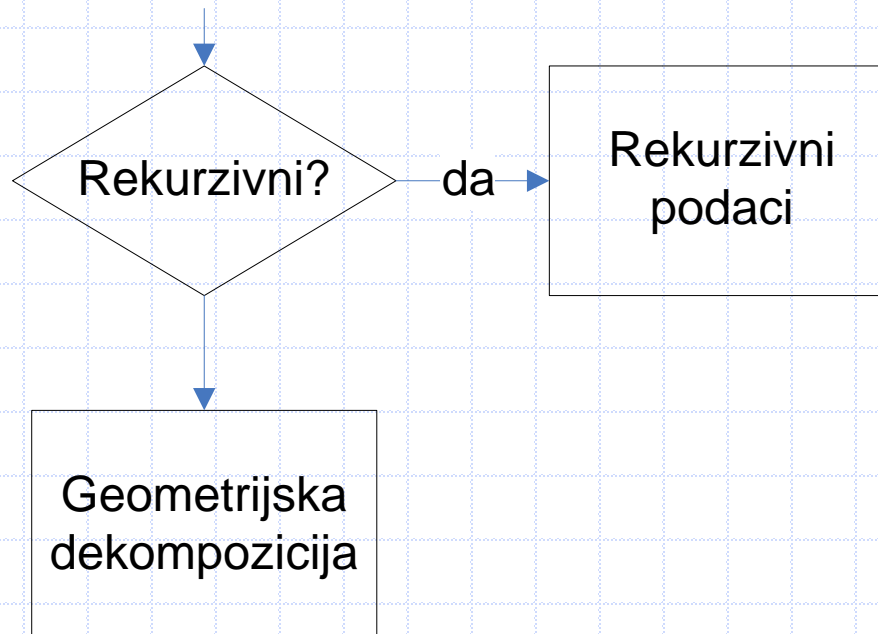 Rekurzivni?
da
Rekurzivni
podaci
Geometrijska
dekompozicija